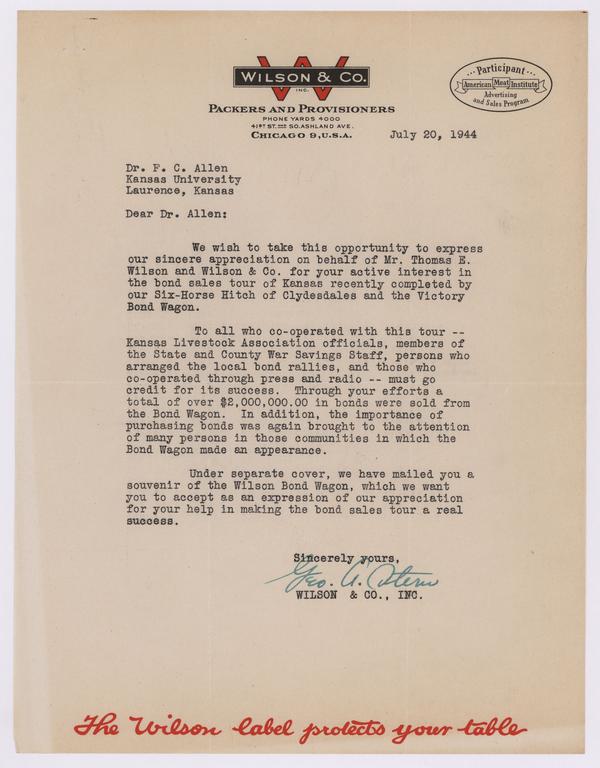 WILSON & CO.
INC.
PACKERS AND PROVISIONERS
PHONE YARDS 4000
41ST ST. AND SO. ASHLAND AVE.
CHICAGO 9, U.S.A.
Participant
American Meat Institute
Advertising
and Sales Program
July 20, 1944
Dr. F. C. Allen
Kansas University
Laurence, Kansas
Dear Dr. Allen:
We wish to take this opportunity to express
our sincere appreciation on behalf of Mr. Thomas E.
Wilson and Wilson & Co. for your active interest in
the bond sales tour of Kansas recently completed by
our Six-Horse Hitch of Clydesdales and the Victory
Bond Wagon.
To all who co-operated with this tour --
Kansas Livestock Association officials, members of
the State and County War Savings Staff, persons who
arranged the local bond rallies, and those who
co-operated through press and radio -- must go
credit for its success. Through your efforts a
total of over $2,000,000.00 in bonds were sold from
the Bond Wagon. In addition, the importance of
purchasing bonds was again brought to the attention
of many persons in those communities in which the
Bond Wagon made an appearance.
Under separate cover, we have mailed you a
souvenir of the Wilson Bond Wagon, which we want
you to accept as an expression of our appreciation
for your help in making the bond sales tour a real
success.
Sincerely yours,
Geo. A. Stern
WILSON & CO., INC.
The Wilson label protects your table